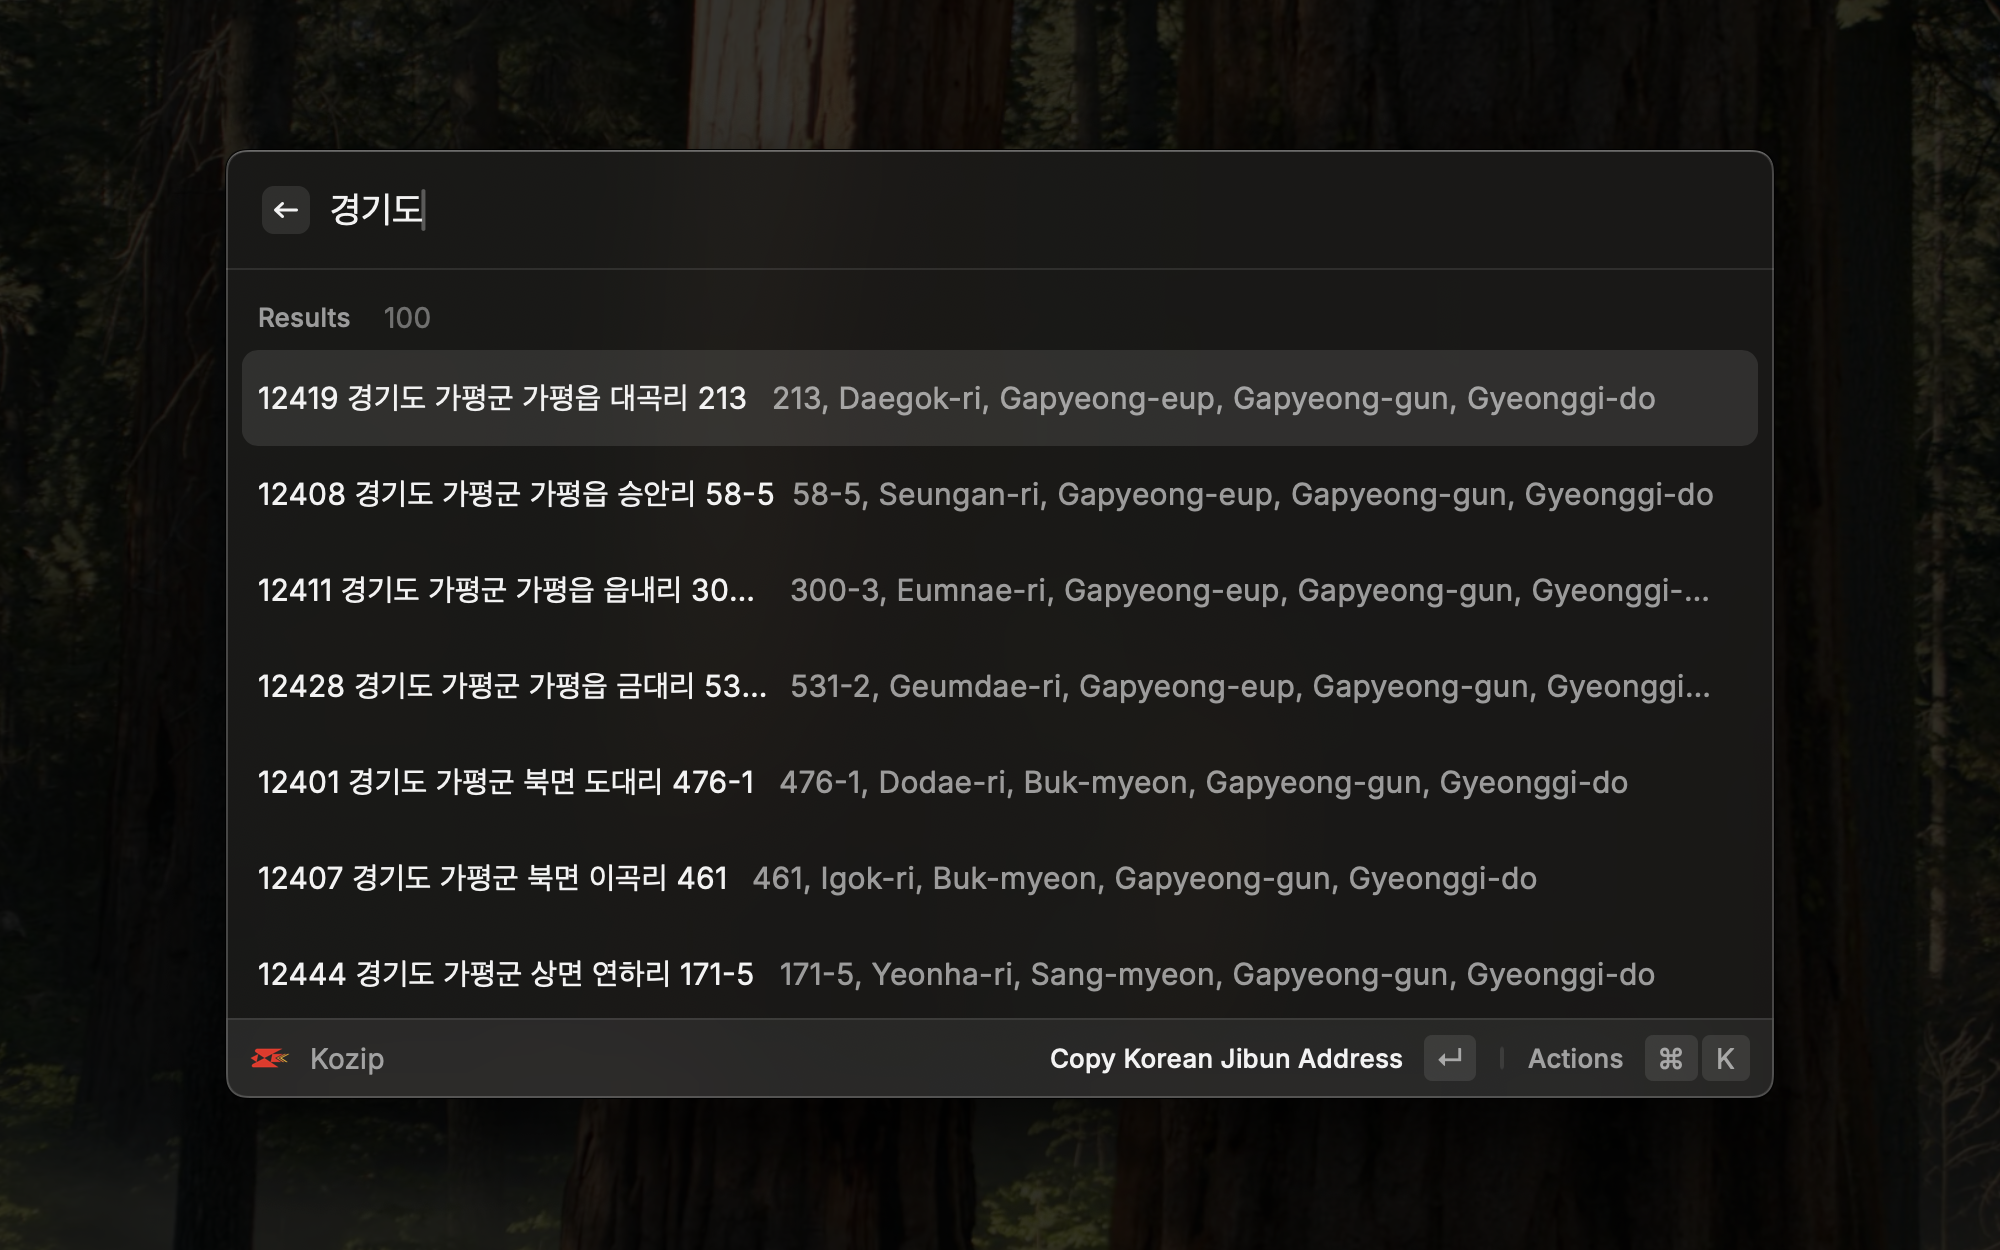 경기도
Results 100
12419 경기도 가평군 가평읍 대곡리 213 213, Daegok-ri, Gapyeong-eup, Gapyeong-gun, Gyeonggi-do
12408 경기도 가평군 가평읍 승안리 58-5 58-5, Seungan-ri, Gapyeong-eup, Gapyeong-gun, Gyeonggi-do
12411 경기도 가평군 가평읍 읍내리 30... 300-3, Eumnae-ri, Gapyeong-eup, Gapyeong-gun, Gyeonggi-...
12428 경기도 가평군 가평읍 금대리 53... 531-2, Geumdae-ri, Gapyeong-eup, Gapyeong-gun, Gyeonggi...
12401 경기도 가평군 북면 도대리 476-1 476-1, Dodae-ri, Buk-myeon, Gapyeong-gun, Gyeonggi-do
12407 경기도 가평군 북면 이곡리 461 461, Igok-ri, Buk-myeon, Gapyeong-gun, Gyeonggi-do
12444 경기도 가평군 상면 연하리 171-5 171-5, Yeonha-ri, Sang-myeon, Gapyeong-gun, Gyeonggi-do
Kozip Copy Korean Jibun Address ↵ Actions ⌘ K